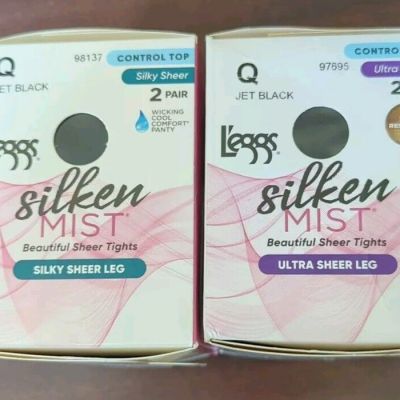 Q
98137
CONTROL TOP
Silky Sheer
ET BLACK
2 PAIR
WICKING
COOL
COMFORT*
PANTY
eggs
silken
MIST
Beautiful Sheer Tights
SILKY SHEER LEG
Q
97695
CONTRO
Ultra
JET BLACK
2
L'eggs
silken
MIST
Beautiful Sheer Tights
ULTRA SHEER LEG